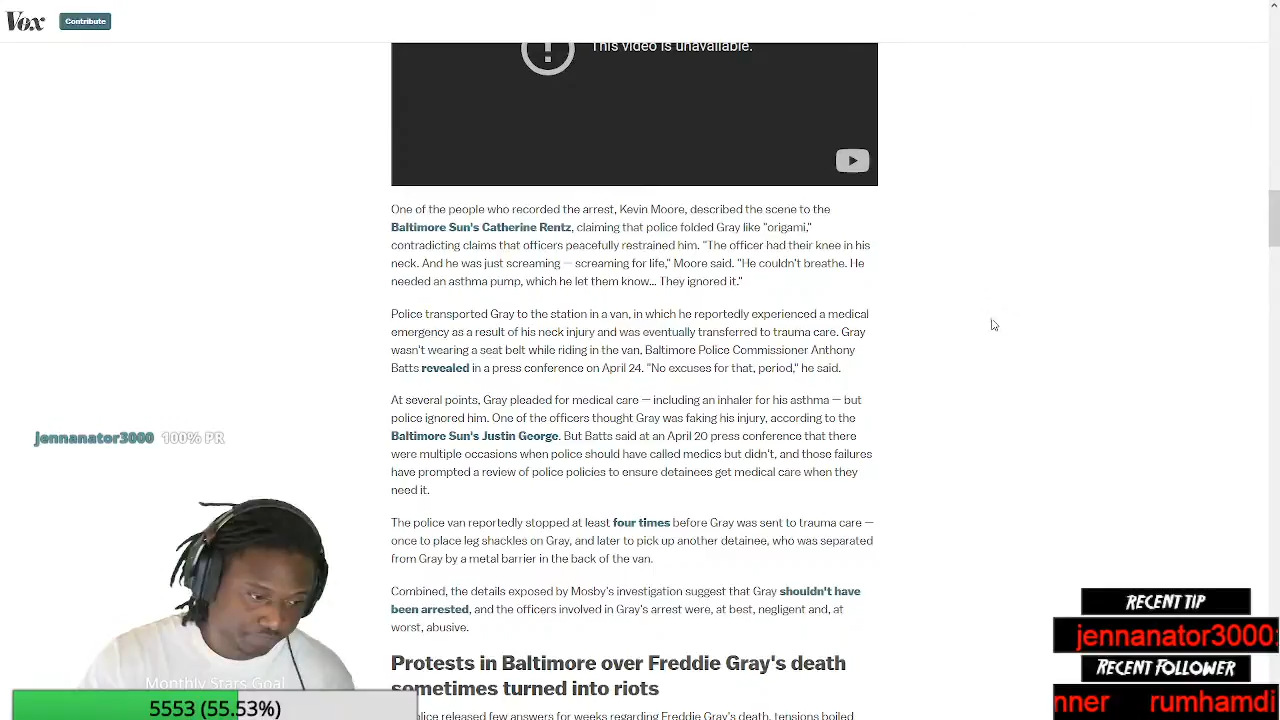 Vox
Contribute
This video is unavailable.
One of the people who recorded the arrest, Kevin Moore, described the scene to the
Baltimore Sun's Catherine Rentz, claiming that police folded Gray like "origami,"
contradicting claims that officers peacefully restrained him. "The officer had their knee in his
neck. And he was just screaming — screaming for life," Moore said. "He couldn't breathe. He
needed an asthma pump, which he let them know... They ignored it."
Police transported Gray to the station in a van, in which he reportedly experienced a medical
emergency as a result of his neck injury and was eventually transferred to trauma care. Gray
wasn't wearing a seat belt while riding in the van, Baltimore Police Commissioner Anthony
Batts revealed in a press conference on April 24. "No excuses for that, period," he said.
At several points, Gray pleaded for medical care — including an inhaler for his asthma — but
police ignored him. One of the officers thought Gray was faking his injury, according to the
Baltimore Sun's Justin George. But Batts said at an April 20 press conference that there
were multiple occasions when police should have called medics but didn't, and those failures
have prompted a review of police policies to ensure detainees get medical care when they
need it.
The police van reportedly stopped at least four times before Gray was sent to trauma care —
once to place leg shackles on Gray, and later to pick up another detainee, who was separated
from Gray by a metal barrier in the back of the van.
Combined, the details exposed by Mosby's investigation suggest that Gray shouldn't have
been arrested, and the officers involved in Gray's arrest were, at best, negligent and, at
worst, abusive.
Protests in Baltimore over Freddie Gray's death
sometimes turned into riots
lice released few answers for weeks regarding Freddie Gray's death, tensions boiled
jennanator3000 100% PR
Monthly Stars Goal
5553 (55.53%)
RECENT TIP
jennanator3000:
RECENT FOLLOWER
nner rumhamdi